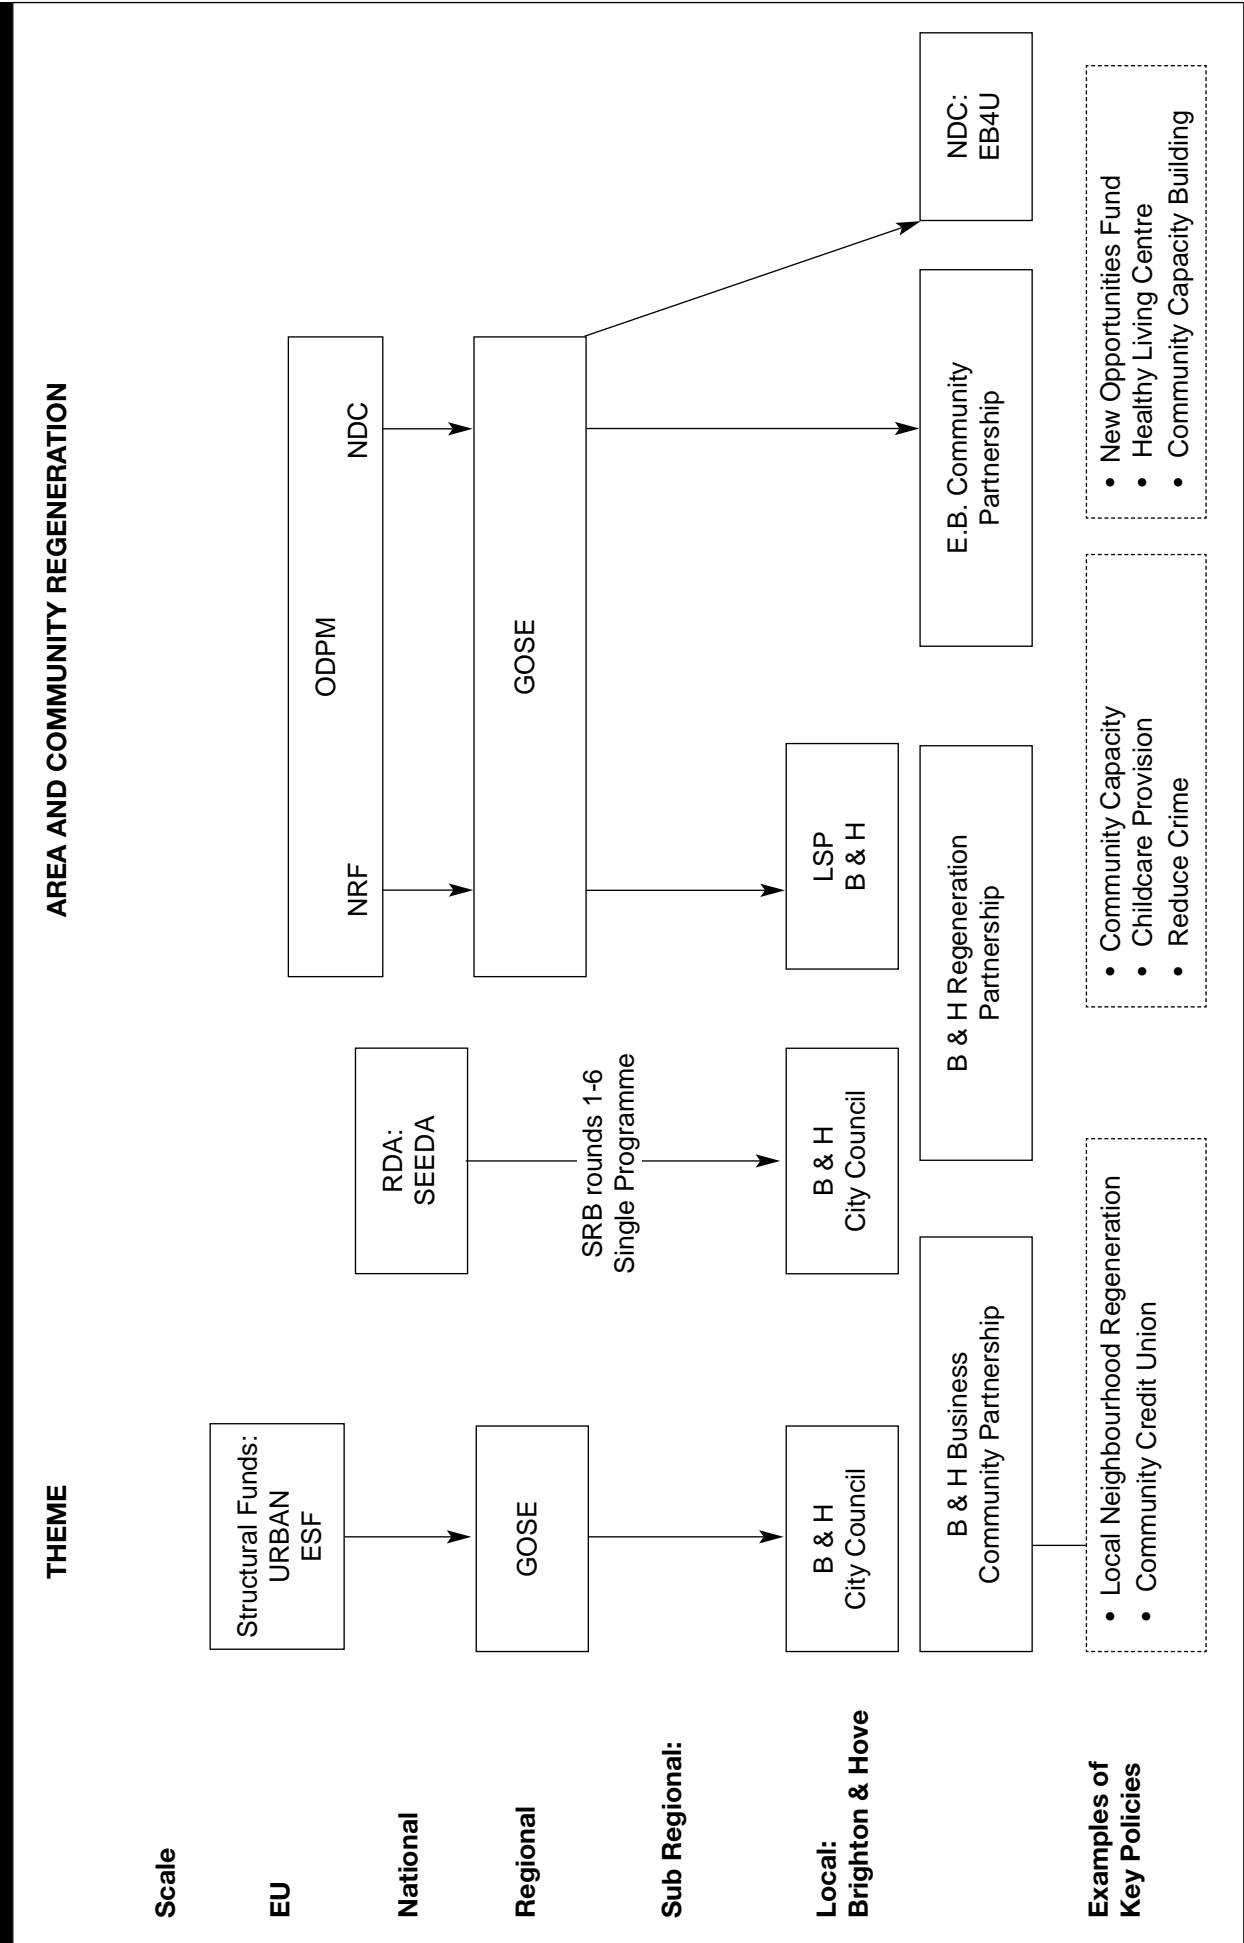 THEME
AREA AND COMMUNITY REGENERATION
Scale
EU
Structural Funds:
URBAN
ESF
National
RDA:
SEEDA
ODPM
NRF
NDC
Regional
GOSE
GOSE
Sub Regional:
SRB rounds 1-6
Single Programme
Local:
Brighton & Hove
B & H
City Council
B & H
City Council
LSP
B & H
B & H Business
Community Partnership
B & H Regeneration
Partnership
E.B. Community
Partnership
NDC:
EB4U
Examples of
Key Policies
• Local Neighbourhood Regeneration
• Community Credit Union
• Community Capacity
• Childcare Provision
• Reduce Crime
• New Opportunities Fund
• Healthy Living Centre
• Community Capacity Building